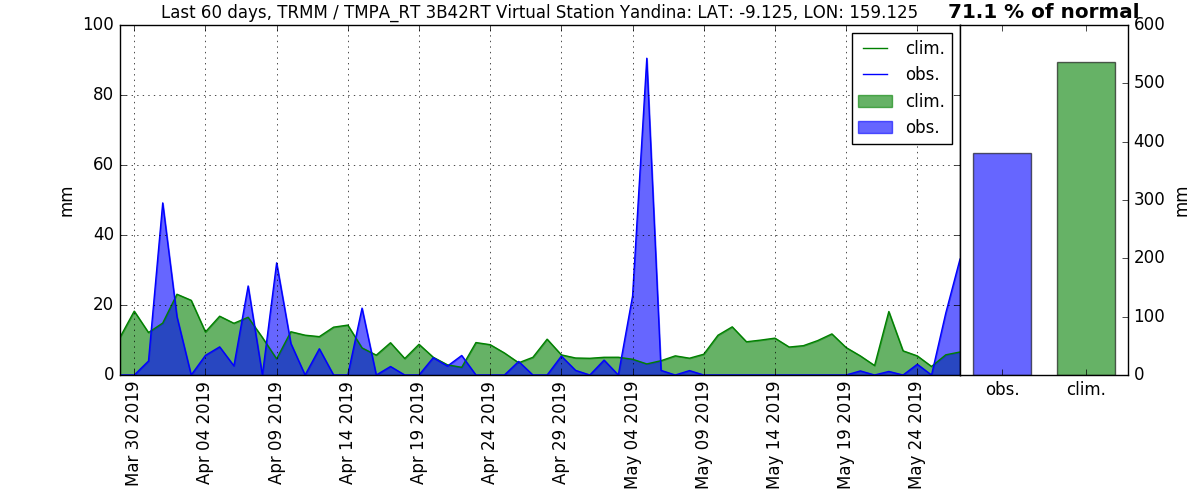 Last 60 days, TRMM / TMPA_RT 3B42RT Virtual Station Yandina: LAT: -9.125, LON: 159.125
71.1 % of normal
100
80
60
40
20
0
mm
clim.
obs.
clim.
obs.
Mar 30 2019
Apr 04 2019
Apr 09 2019
Apr 14 2019
Apr 19 2019
Apr 24 2019
Apr 29 2019
May 04 2019
May 09 2019
May 14 2019
May 19 2019
May 24 2019
600
500
400
300
200
100
0
mm
obs.
clim.